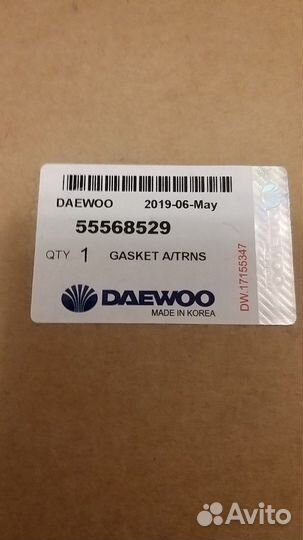 DAEWOO 2019-06-May
55568529
QTY 1 GASKET A/TRNS
DAEWOO
MADE IN KOREA
DW.17155347
Avito